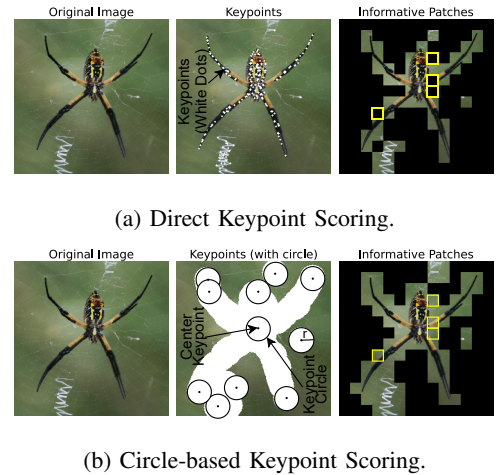 Original Image
Keypoints
Informative Patches
Keypoints
(White Dots)
(a) Direct Keypoint Scoring.
Original Image
Keypoints (with circle)
Informative Patches
Center
Keypoint
r
Keypoint
Circle
(b) Circle-based Keypoint Scoring.